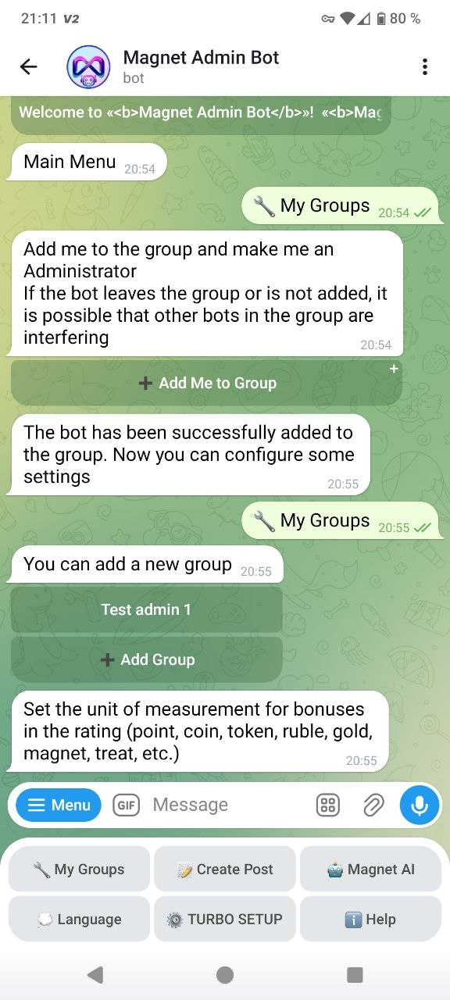 21:11 V2
80 %
Magnet Admin Bot
bot
Welcome to «<b>Magnet Admin Bot</b>»! «<b>Mag
Main Menu 20:54
🔧 My Groups 20:54
Add me to the group and make me an
Administrator
If the bot leaves the group or is not added, it
is possible that other bots in the group are
interfering 20:54
➕ Add Me to Group
The bot has been successfully added to
the group. Now you can configure some
settings 20:55
🔧 My Groups 20:55
You can add a new group 20:55
Test admin 1
➕ Add Group
Set the unit of measurement for bonuses
in the rating (point, coin, token, ruble, gold,
magnet, treat, etc.) 20:55
Menu GIF Message
🔧 My Groups 📝 Create Post 🤖 Magnet AI
💭 Language ⚙️ TURBO SETUP ℹ️ Help